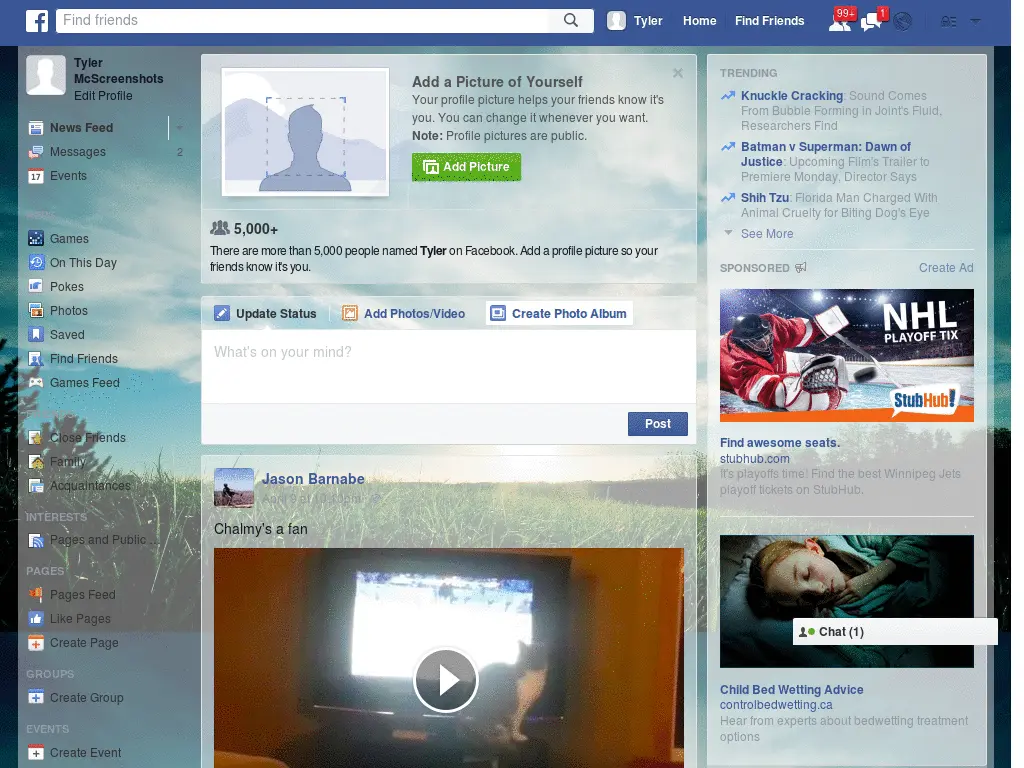 Find friends
Tyler
Home
Find Friends
99+
1
Tyler
McScreenshots
Edit Profile
News Feed
Messages
2
17
Events
Games
On This Day
Pokes
Photos
Saved
Find Friends
Games Feed
Close Friends
Family
Acquaintances
INTERESTS
Pages and Public ...
PAGES
Pages Feed
Like Pages
Create Page
GROUPS
Create Group
EVENTS
Create Event
Add a Picture of Yourself
Your profile picture helps your friends know it's
you. You can change it whenever you want.
Note: Profile pictures are public.
Add Picture
5,000+
There are more than 5,000 people named Tyler on Facebook. Add a profile picture so your
friends know it's you.
Update Status
Add Photos/Video
Create Photo Album
What's on your mind?
Post
Jason Barnabe
Chalmy's a fan
TRENDING
Knuckle Cracking: Sound Comes
From Bubble Forming in Joint's Fluid,
Researchers Find
Batman v Superman: Dawn of
Justice: Upcoming Film's Trailer to
Premiere Monday, Director Says
Shih Tzu: Florida Man Charged With
Animal Cruelty for Biting Dog's Eye
See More
SPONSORED
Create Ad
NHL
PLAYOFF TIX
StubHub!
Find awesome seats.
stubhub.com
It's playoffs time! Find the best Winnipeg Jets
playoff tickets on StubHub.
Chat (1)
Child Bed Wetting Advice
controlbedwetting.ca
Hear from experts about bedwetting treatment
options